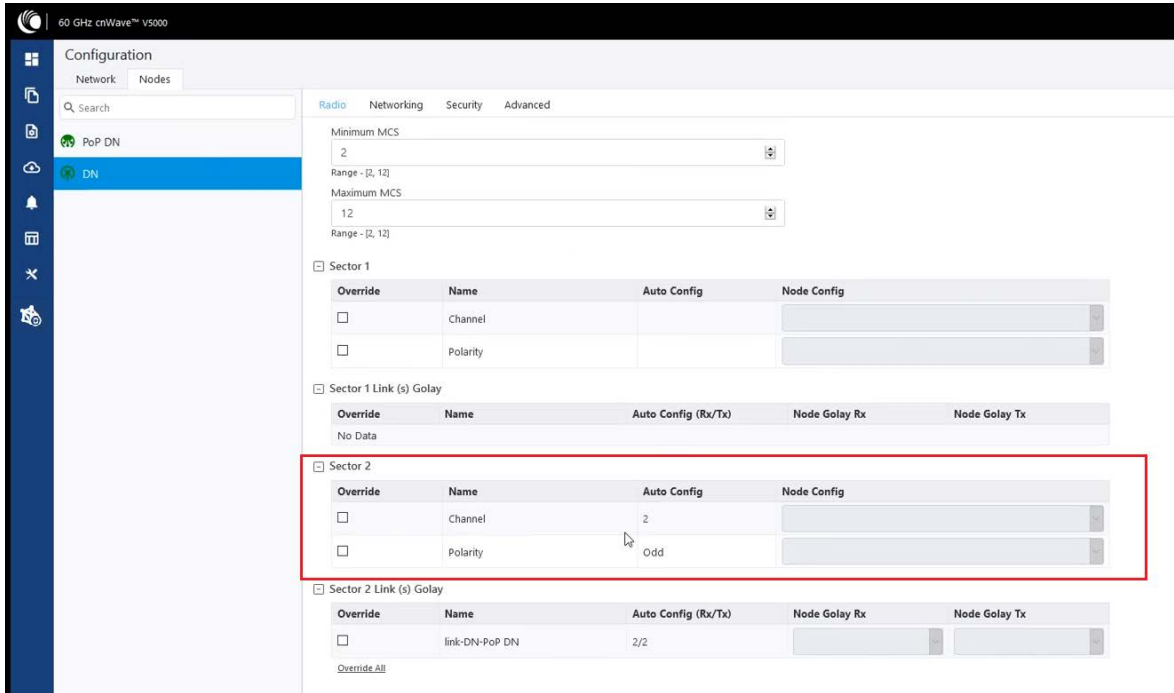 60 GHz cnWave™ V5000
Configuration
Network Nodes
Search
PoP DN
DN
Radio Networking Security Advanced
Minimum MCS
2
Range - [2, 12]
Maximum MCS
12
Range - [2, 12]
Sector 1
Override Name Auto Config Node Config
Channel
Polarity
Sector 1 Link (s) Golay
Override Name Auto Config (Rx/Tx) Node Golay Rx Node Golay Tx
No Data
Sector 2
Override Name Auto Config Node Config
Channel 2
Polarity Odd
Sector 2 Link (s) Golay
Override Name Auto Config (Rx/Tx) Node Golay Rx Node Golay Tx
link-DN-PoP DN 2/2
Override All